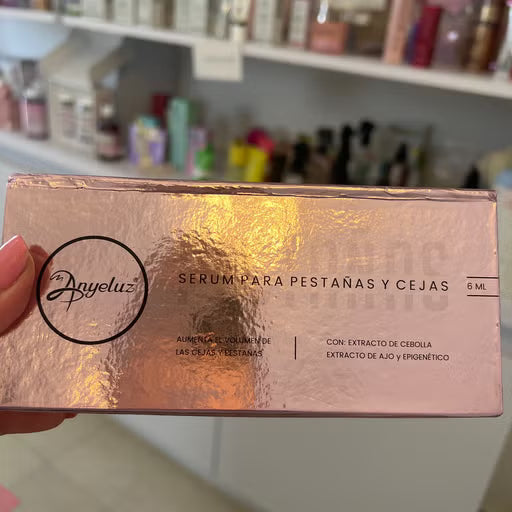 Anyeluz
SERUM PARA PESTAÑAS Y CEJAS
6 ML
AUMENTA EL VOLUMEN DE
LAS CEJAS Y PESTAÑAS
CON: EXTRACTO DE CEBOLLA
EXTRACTO DE AJO y EPIGENÉTICO